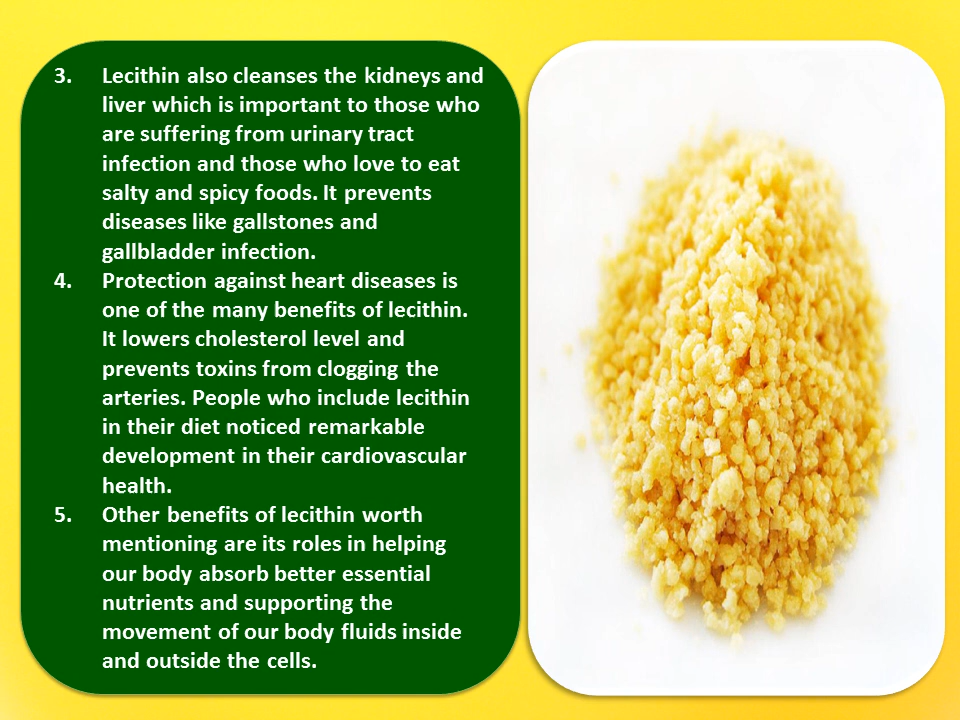 3. Lecithin also cleanses the kidneys and
liver which is important to those who
are suffering from urinary tract
infection and those who love to eat
salty and spicy foods. It prevents
diseases like gallstones and
gallbladder infection.
4. Protection against heart diseases is
one of the many benefits of lecithin.
It lowers cholesterol level and
prevents toxins from clogging the
arteries. People who include lecithin
in their diet noticed remarkable
development in their cardiovascular
health.
5. Other benefits of lecithin worth
mentioning are its roles in helping
our body absorb better essential
nutrients and supporting the
movement of our body fluids inside
and outside the cells.